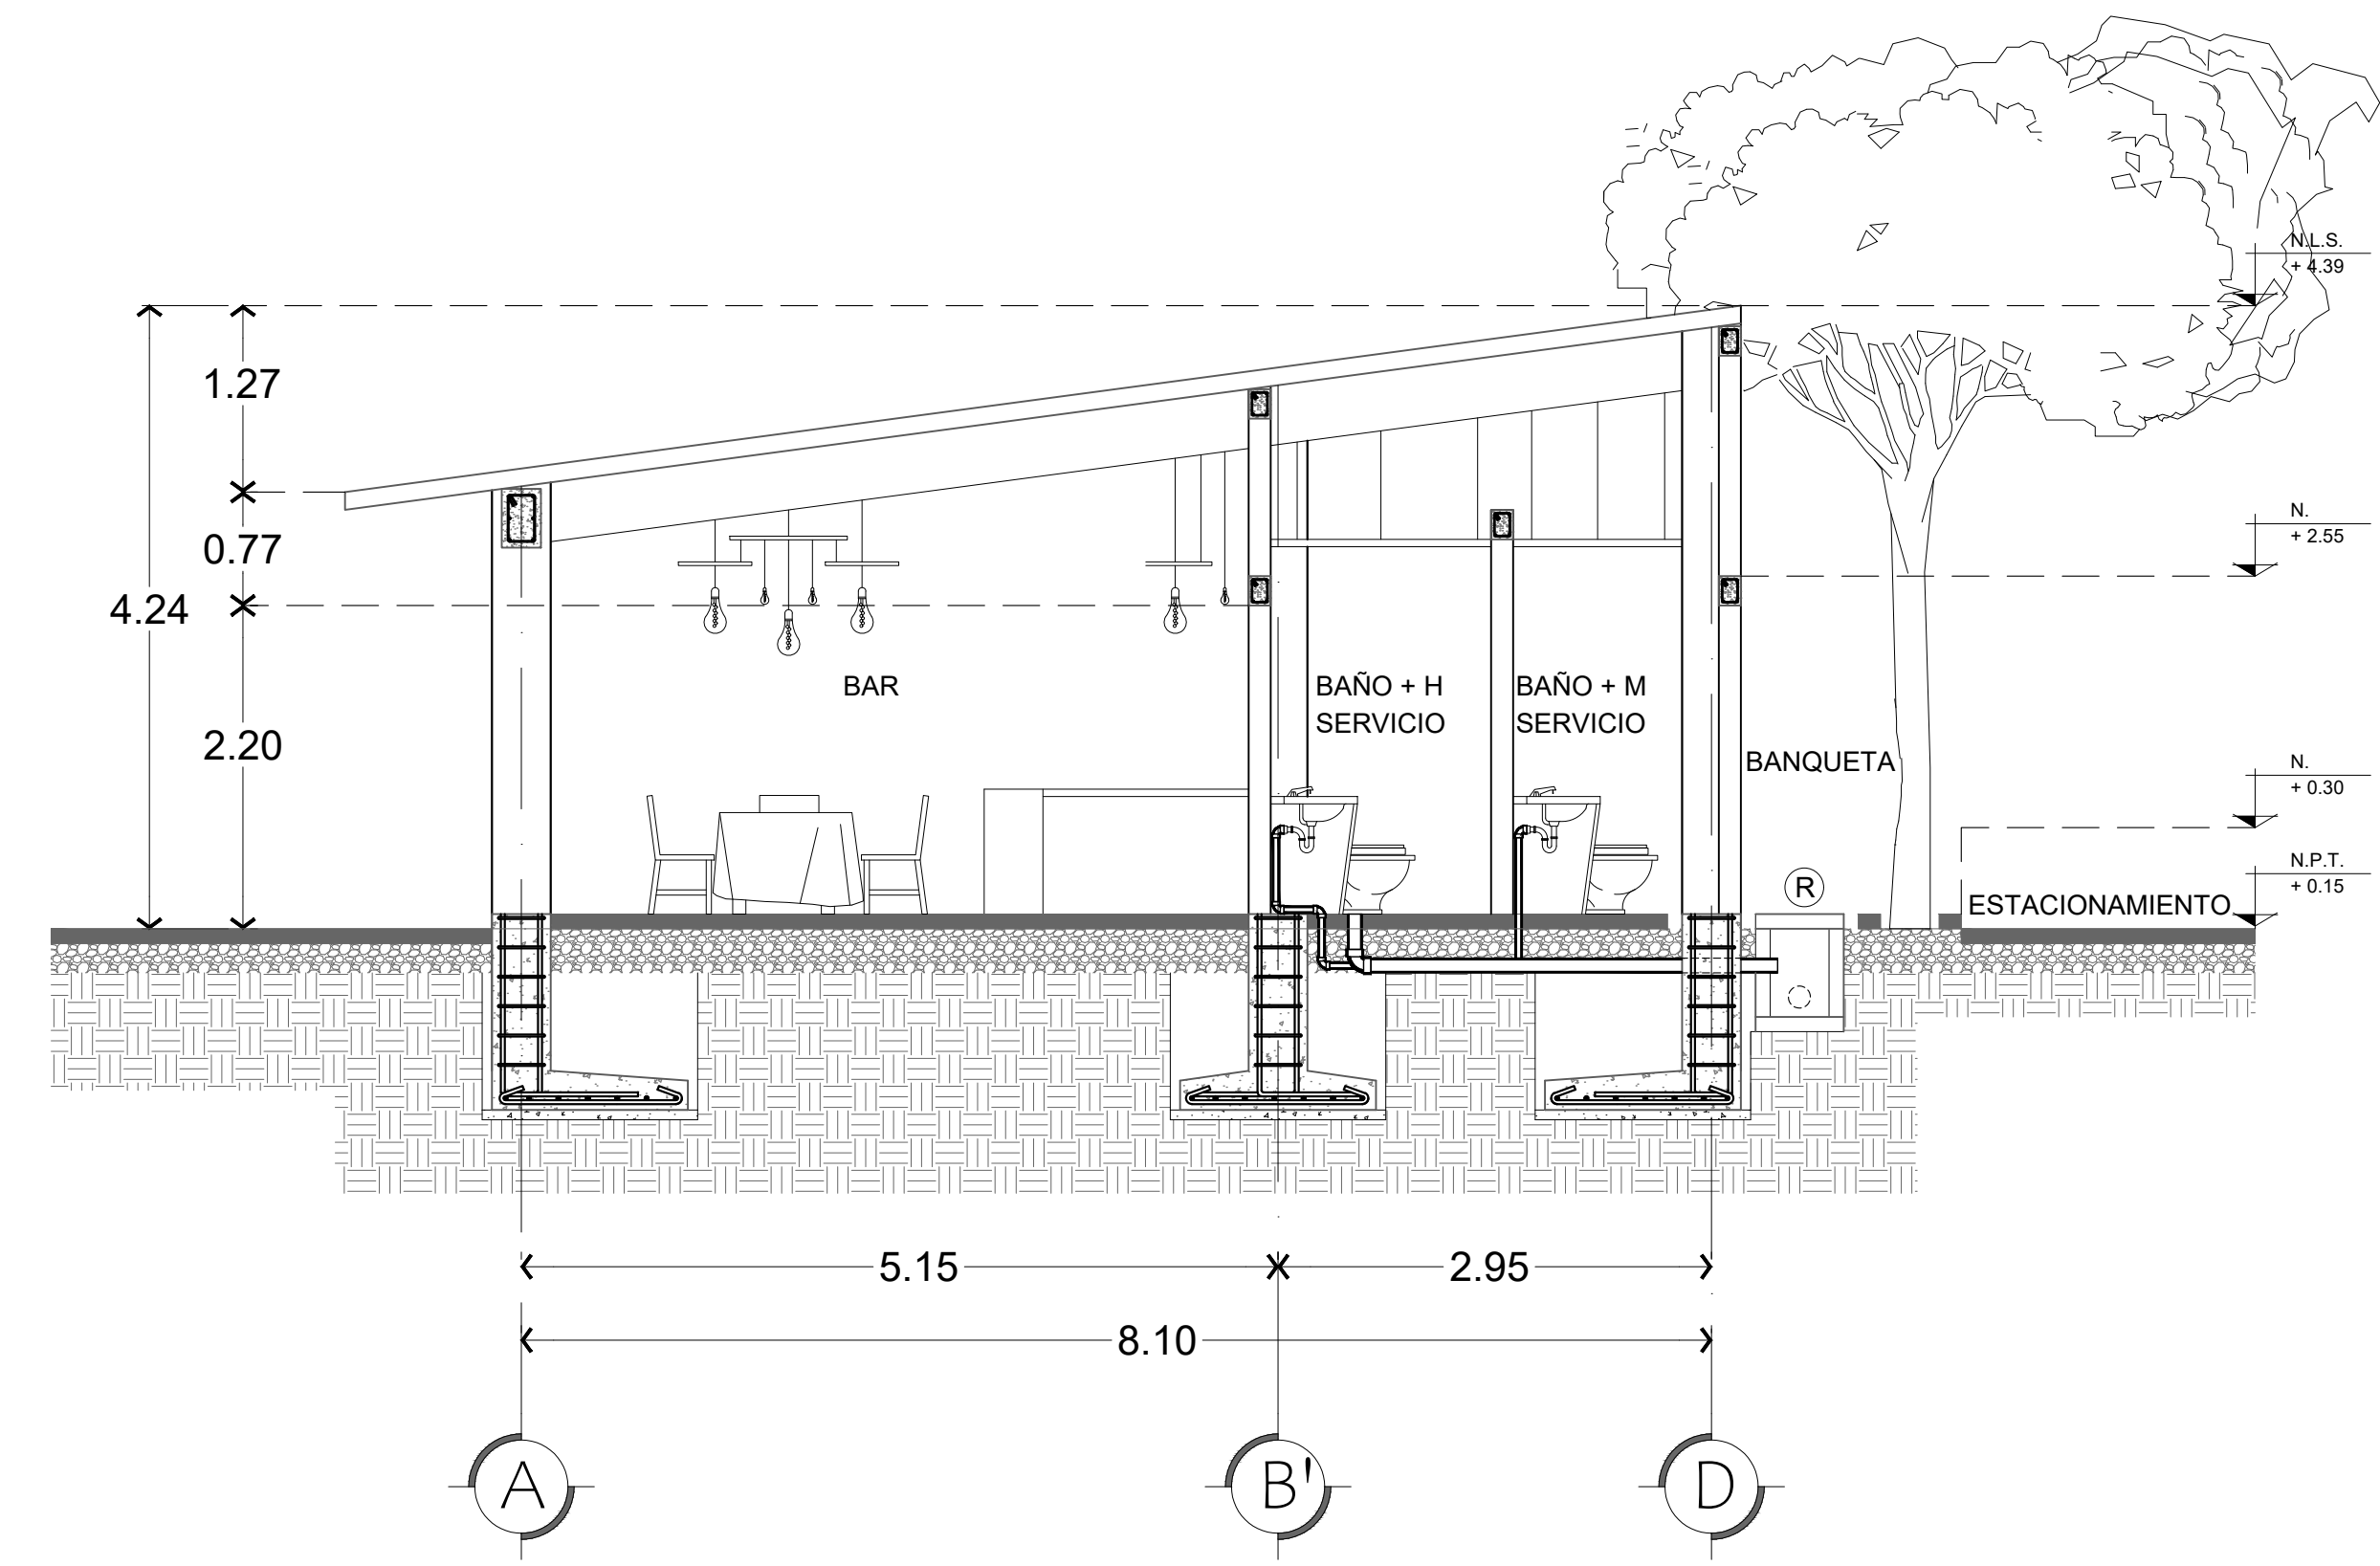 N.L.S.
+ 4.39
1.27
N.
+ 2.55
0.77
4.24
BAR
BAÑO + H
SERVICIO
BAÑO + M
SERVICIO
2.20
BANQUETA
N.
+ 0.30
N.P.T.
+ 0.15
R
ESTACIONAMIENTO
5.15
2.95
8.10
A
B'
D